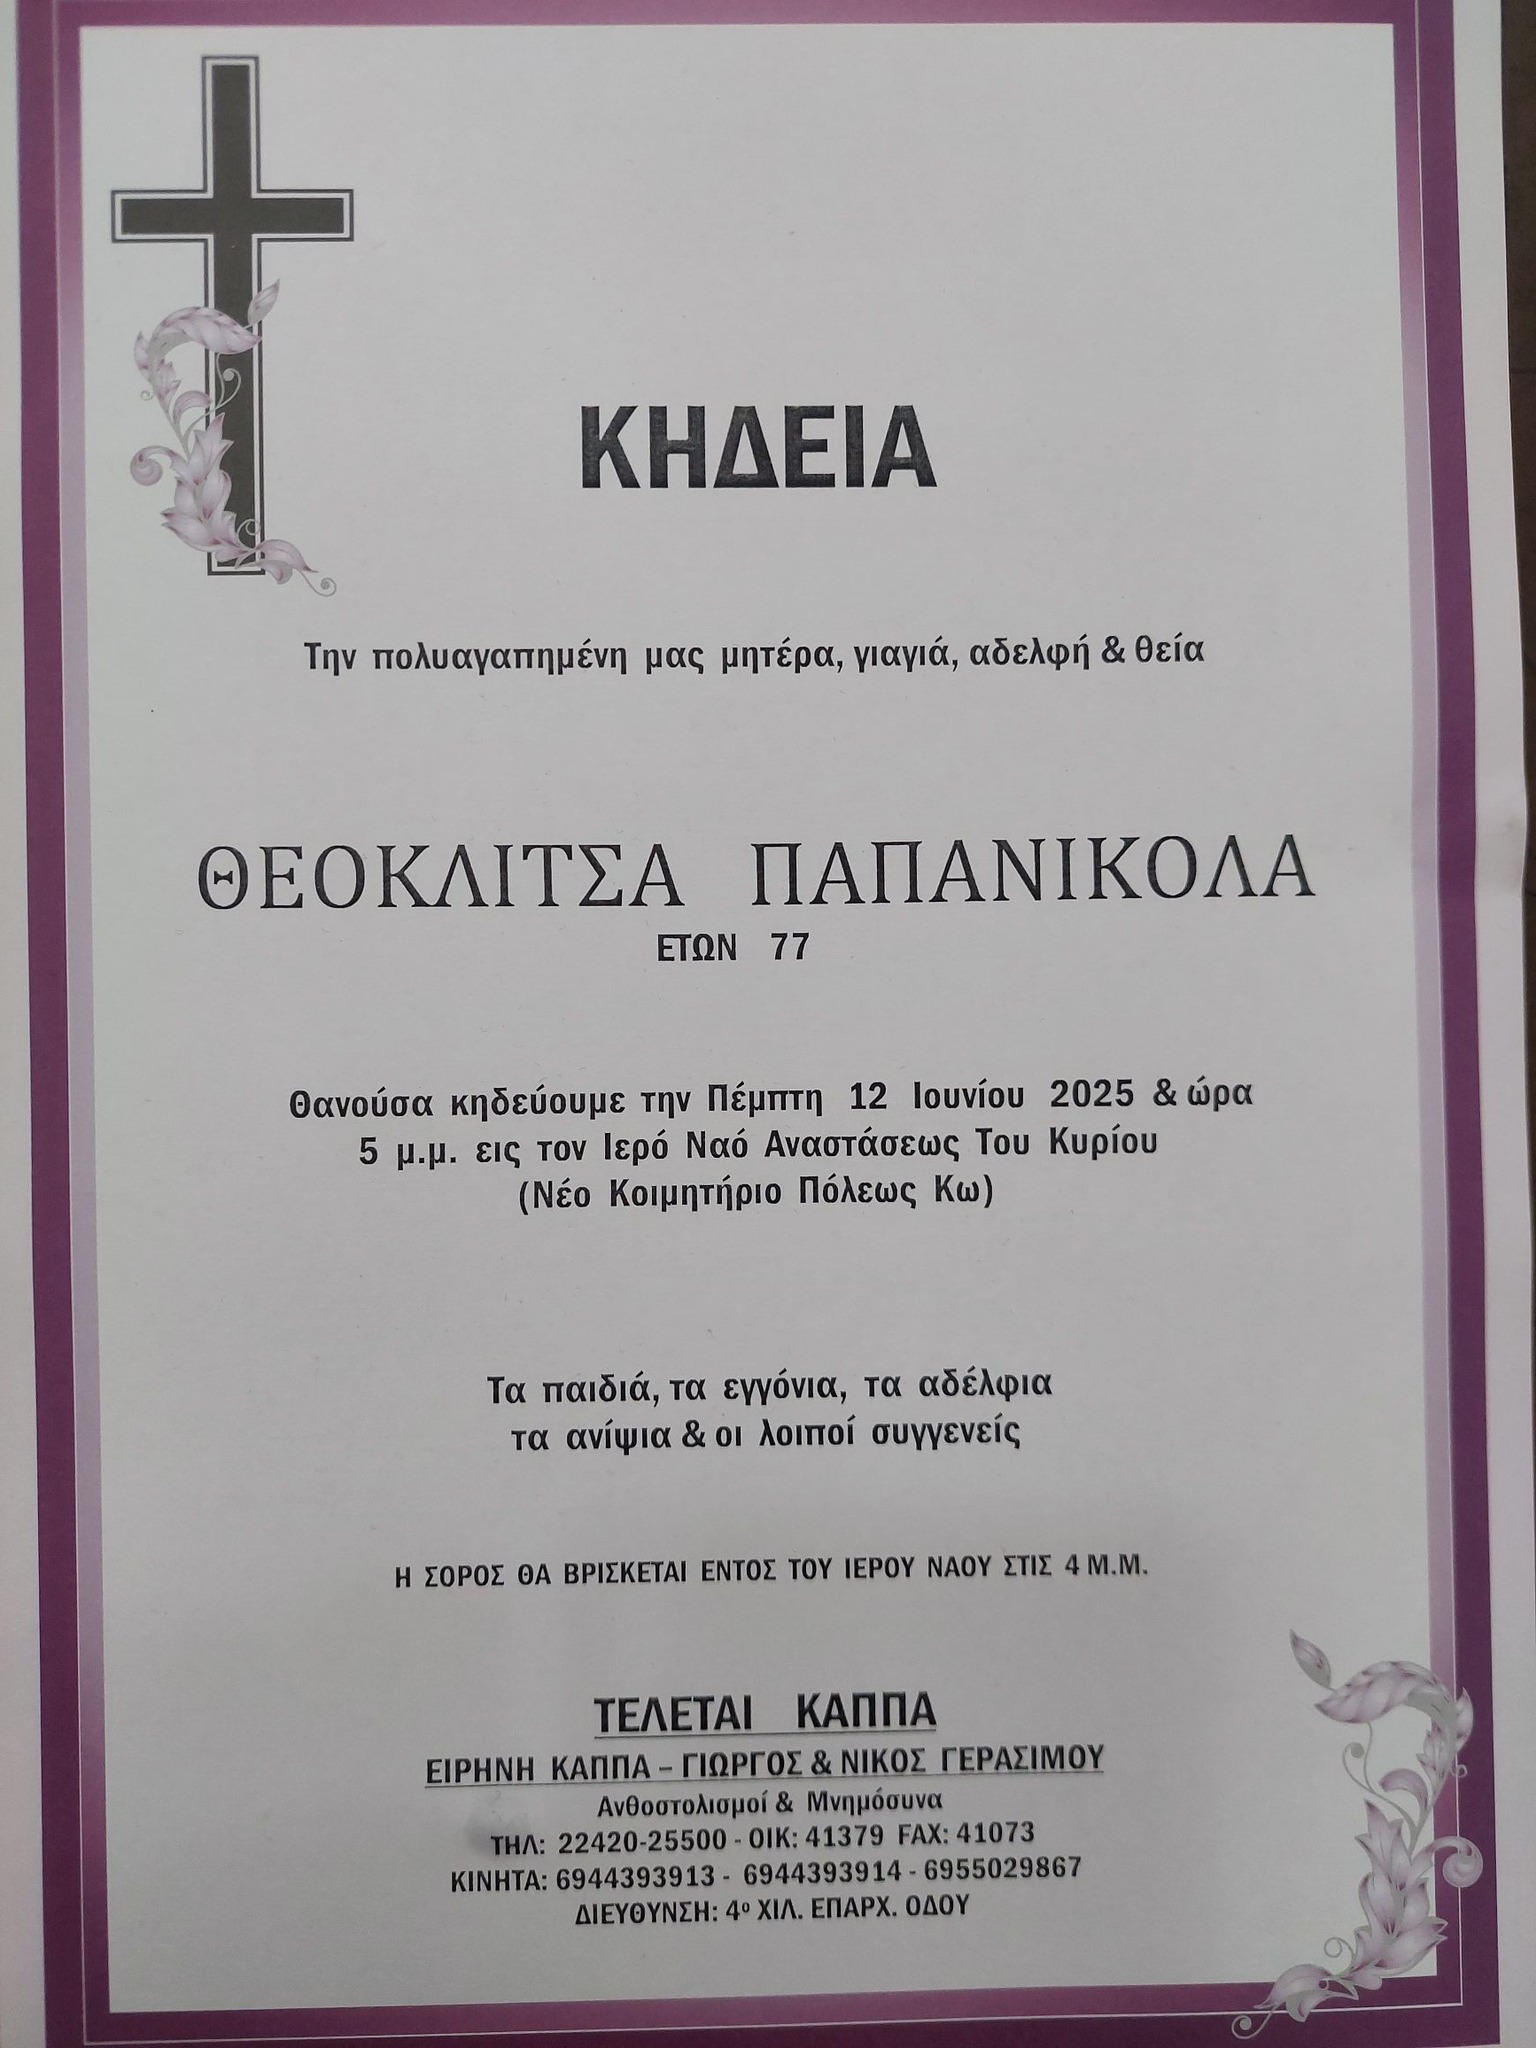 ΚΗΔΕΙΑ
Την πολυαγαπημένη μας μητέρα, γιαγιά, αδελφή & θεία
ΘΕΟΚΛΙΤΣΑ ΠΑΠΑΝΙΚΟΛΑ
ΕΤΩΝ 77
Θανούσα κηδεύουμε την Πέμπτη 12 Ιουνίου 2025 & ώρα
5 μ.μ. εις τον Ιερό Ναό Αναστάσεως Του Κυρίου
(Νέο Κοιμητήριο Πόλεως Κω)
Τα παιδιά, τα εγγόνια, τα αδέλφια
τα ανίψια & οι λοιποί συγγενείς
Η ΣΟΡΟΣ ΘΑ ΒΡΙΣΚΕΤΑΙ ΕΝΤΟΣ ΤΟΥ ΙΕΡΟΥ ΝΑΟΥ ΣΤΙΣ 4 Μ.Μ.
ΤΕΛΕΤΑΙ ΚΑΠΠΑ
ΕΙΡΗΝΗ ΚΑΠΠΑ – ΓΙΩΡΓΟΣ & ΝΙΚΟΣ ΓΕΡΑΣΙΜΟΥ
Ανθοστολισμοί & Μνημόσυνα
ΤΗΛ: 22420-25500 - ΟΙΚ: 41379 FAX: 41073
ΚΙΝΗΤΑ: 6944393913 - 6944393914 - 6955029867
ΔΙΕΥΘΥΝΣΗ: 4º ΧΙΛ. ΕΠΑΡΧ. ΟΔΟΥ